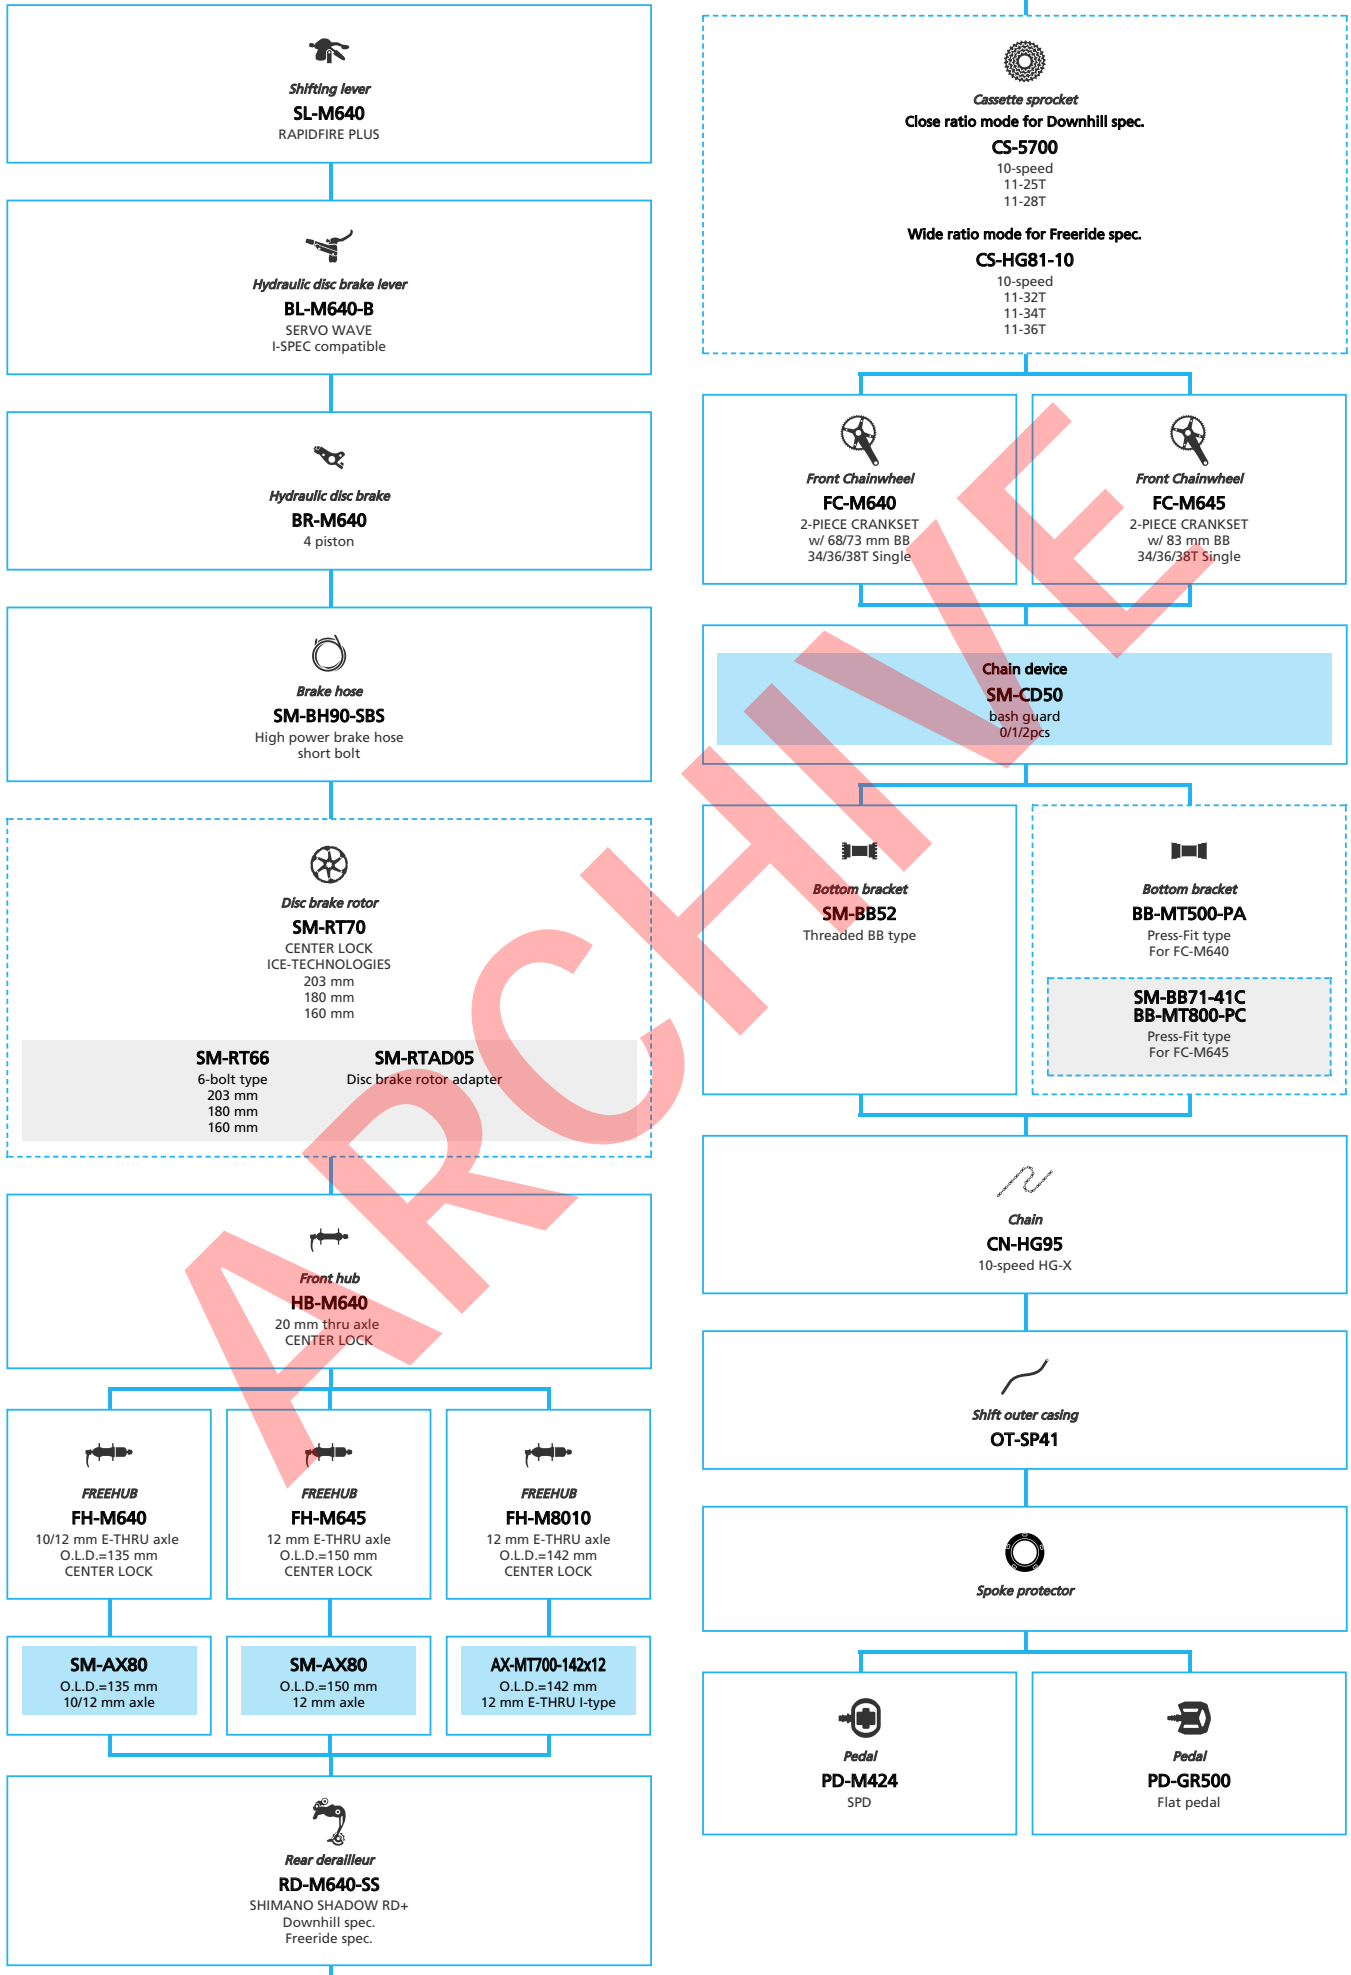 Shifting lever
SL-M640
RAPIDFIRE PLUS
Hydraulic disc brake lever
BL-M640-B
SERVO WAVE
I-SPEC compatible
Hydraulic disc brake
BR-M640
4 piston
Brake hose
SM-BH90-SBS
High power brake hose
short bolt
Disc brake rotor
SM-RT70
CENTER LOCK
ICE-TECHNOLOGIES
203 mm
180 mm
160 mm
SM-RT66
6-bolt type
203 mm
180 mm
160 mm
SM-RTAD05
Disc brake rotor adapter
Front hub
HB-M640
20 mm thru axle
CENTER LOCK
FREEHUB
FH-M640
10/12 mm E-THRU axle
O.L.D.=135 mm
CENTER LOCK
FREEHUB
FH-M645
12 mm E-THRU axle
O.L.D.=150 mm
CENTER LOCK
FREEHUB
FH-M8010
12 mm E-THRU axle
O.L.D.=142 mm
CENTER LOCK
SM-AX80
O.L.D.=135 mm
10/12 mm axle
SM-AX80
O.L.D.=150 mm
12 mm axle
AX-MT700-142x12
O.L.D.=142 mm
12 mm E-THRU I-type
Rear derailleur
RD-M640-SS
SHIMANO SHADOW RD+
Downhill spec.
Freeride spec.
Cassette sprocket
Close ratio mode for Downhill spec.
CS-5700
10-speed
11-25T
11-28T
Wide ratio mode for Freeride spec.
CS-HG81-10
10-speed
11-32T
11-34T
11-36T
Front Chainwheel
FC-M640
2-PIECE CRANKSET
w/ 68/73 mm BB
34/36/38T Single
Front Chainwheel
FC-M645
2-PIECE CRANKSET
w/ 83 mm BB
34/36/38T Single
Chain device
SM-CD50
bash guard
0/1/2pcs
Bottom bracket
SM-BB52
Threaded BB type
Bottom bracket
BB-MT500-PA
Press-Fit type
For FC-M640
SM-BB71-41C
BB-MT800-PC
Press-Fit type
For FC-M645
Chain
CN-HG95
10-speed HG-X
Shift outer casing
OT-SP41
Spoke protector
Pedal
PD-M424
SPD
Pedal
PD-GR500
Flat pedal
ARCHIVE